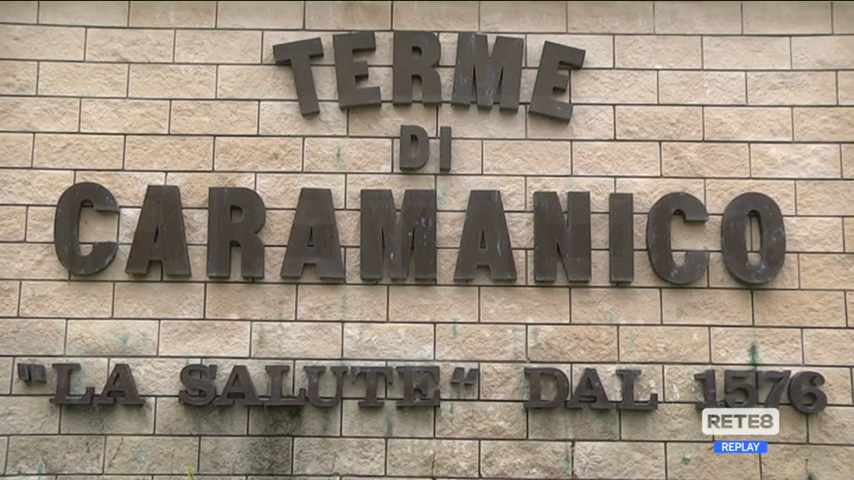 TERME
DI
CARAMANICO
"LA SALUTE" DAL 1576
RETE8
REPLAY